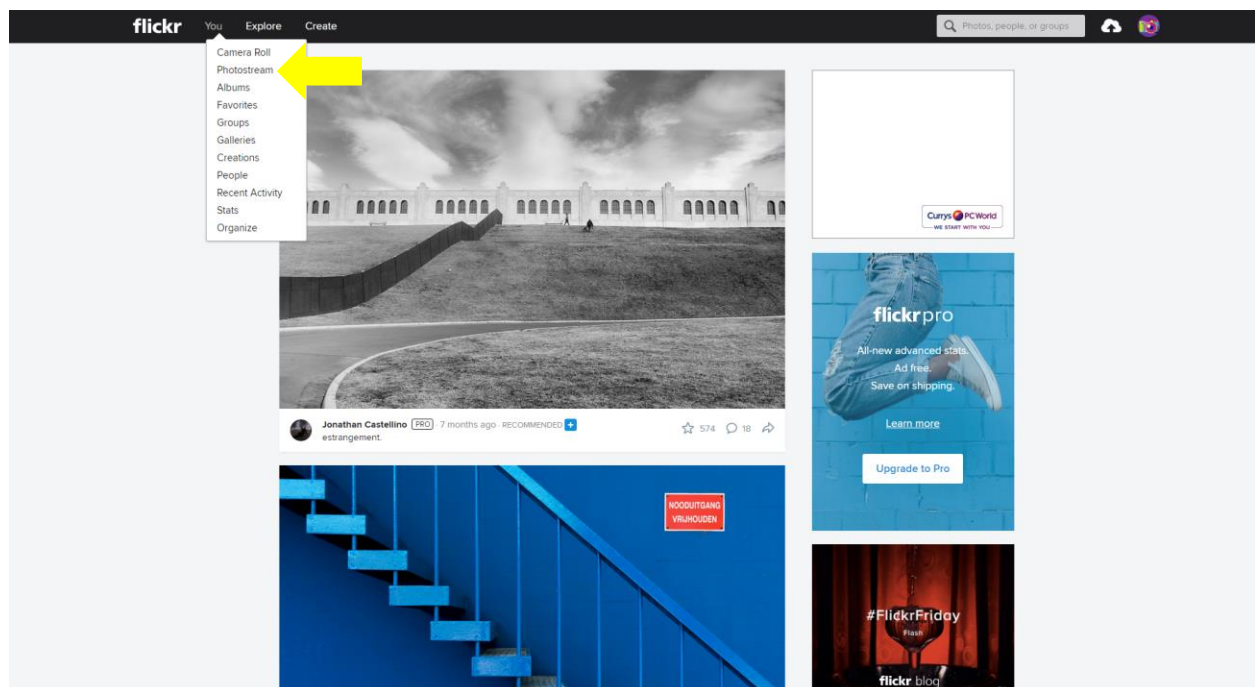 flickr You Explore Create
Photos, people, or groups
Camera Roll
Photostream
Albums
Favorites
Groups
Galleries
Creations
People
Recent Activity
Stats
Organize
Jonathan Castellino PRO · 7 months ago · RECOMMENDED +
estrangement.
574 18
NOODUITGANG
VRIJHOUDEN
Currys PC World
WE START WITH YOU
flickrpro
All-new advanced stats.
Ad free.
Save on shipping.
Learn more
Upgrade to Pro
#FlickrFriday
Flash
flickr blog